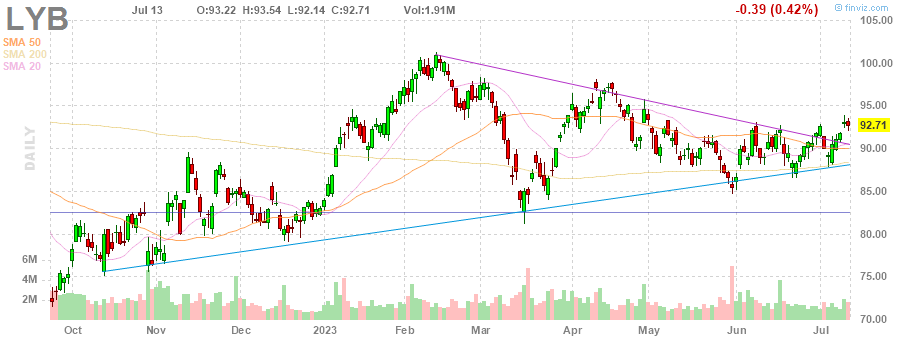 LYB Jul 13 O:93.22 H:93.54 L:92.14 C:92.71 Vol:1.91M -0.39 (0.42%) © finviz.com
SMA 50
SMA 200
SMA 20
DAILY
105.00
100.00
95.00
92.71
90.00
85.00
80.00
75.00
70.00
6M
4M
2M
Oct Nov Dec 2023 Feb Mar Apr May Jun Jul